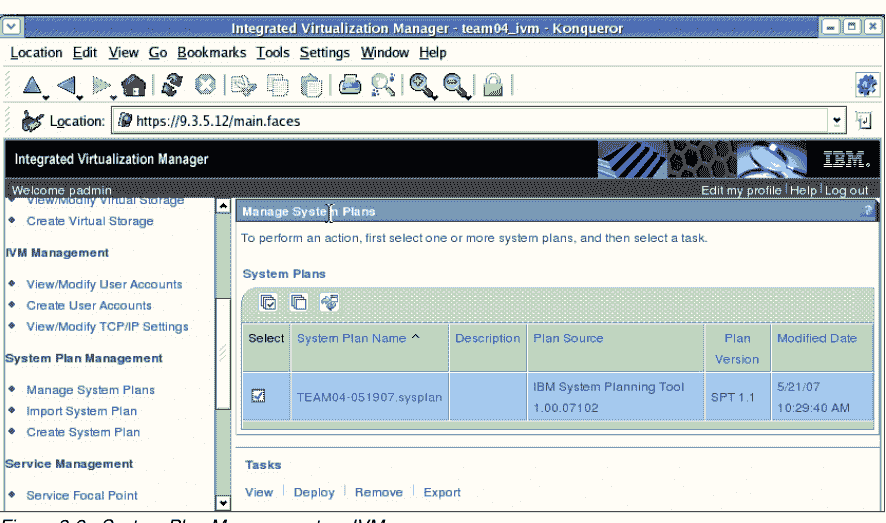 Integrated Virtualization Manager - team04_ivm - Konqueror
Location Edit View Go Bookmarks Tools Settings Window Help
Location: https://9.3.5.12/main.faces
Integrated Virtualization Manager
IBM.
Welcome padmin
Edit my profile | Help | Log out
View/Modify Virtual Storage
Create Virtual Storage
IVM Management
View/Modify User Accounts
Create User Accounts
View/Modify TCP/IP Settings
System Plan Management
Manage System Plans
Import System Plan
Create System Plan
Service Management
Service Focal Point
Manage System Plans
?
To perform an action, first select one or more system plans, and then select a task.
System Plans
Select System Plan Name ^ Description Plan Source Plan Version Modified Date
TEAM04-051907.sysplan IBM System Planning Tool 1.00.07102 SPT 1.1 5/21/07 10:29:40 AM
Tasks
View | Deploy | Remove | Export